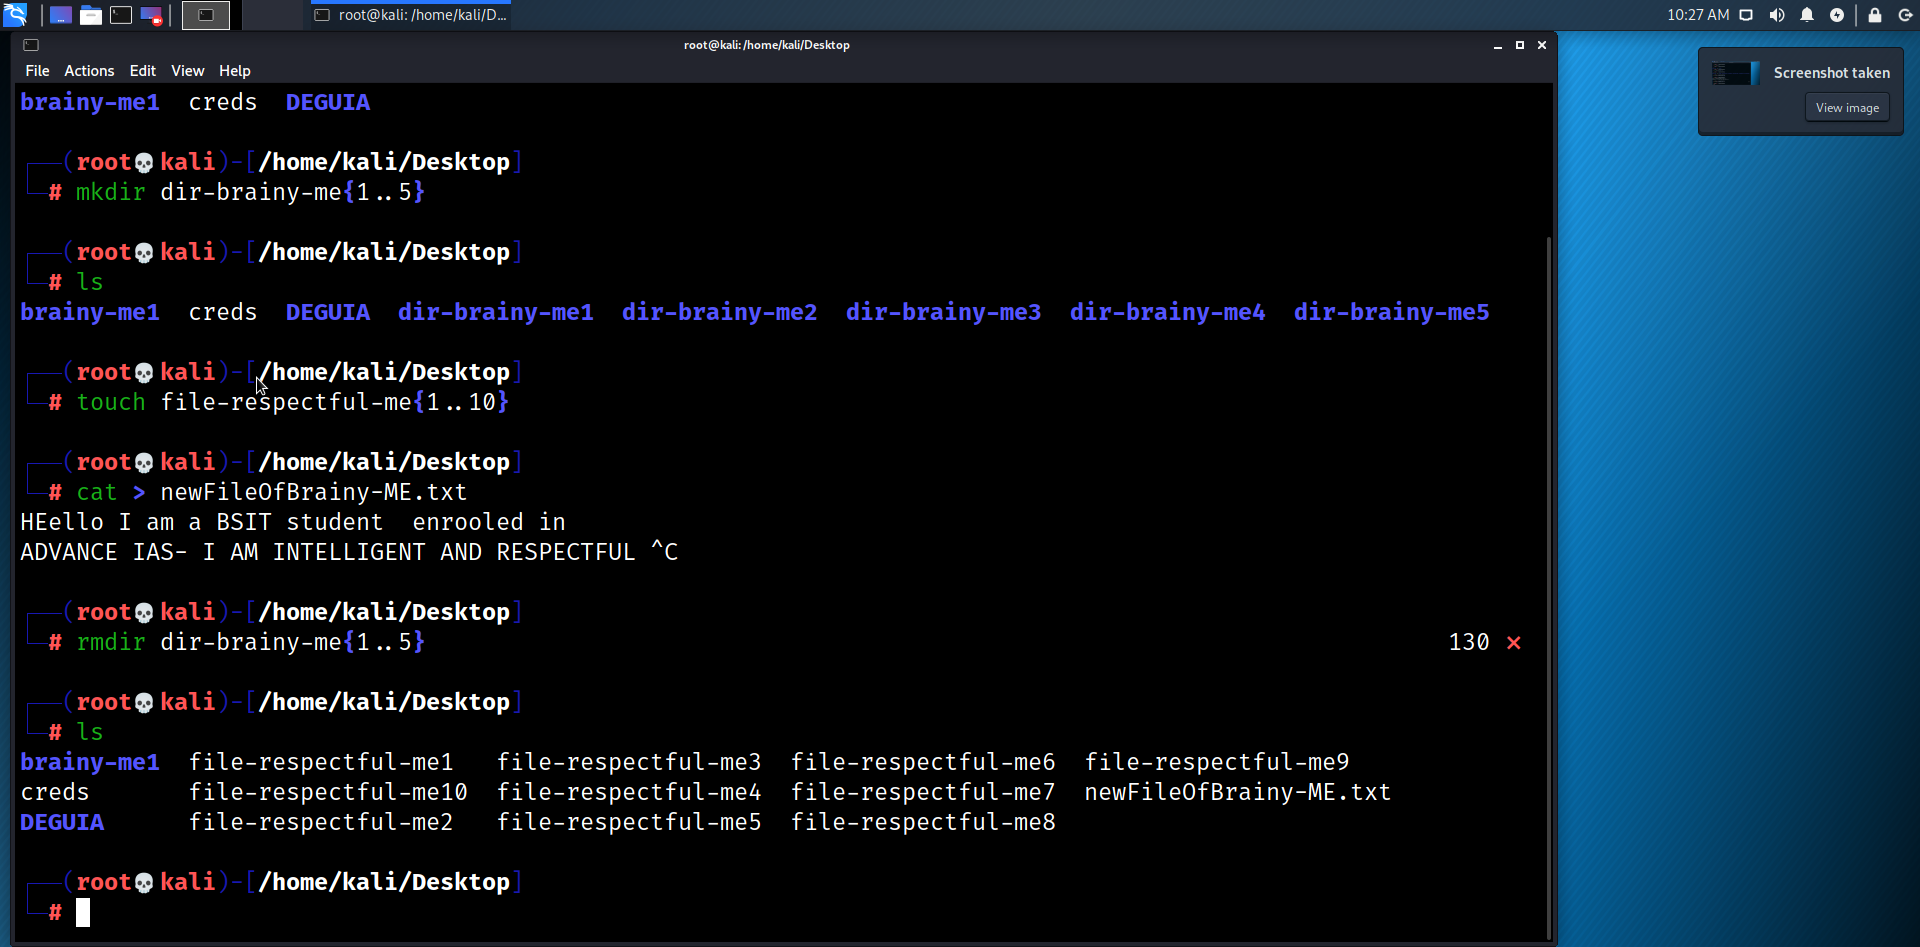 root@kali: /home/kali/D...
10:27 AM
root@kali: /home/kali/Desktop
File Actions Edit View Help
Screenshot taken
View image
brainy-me1 creds DEGUIA
(root💀kali)-[/home/kali/Desktop]
# mkdir dir-brainy-me{1..5}
(root💀kali)-[/home/kali/Desktop]
# ls
brainy-me1 creds DEGUIA dir-brainy-me1 dir-brainy-me2 dir-brainy-me3 dir-brainy-me4 dir-brainy-me5
(root💀kali)-[/home/kali/Desktop]
# touch file-respectful-me{1..10}
(root💀kali)-[/home/kali/Desktop]
# cat > newFileOfBrainy-ME.txt
HEello I am a BSIT student  enrooled in
ADVANCE IAS- I AM INTELLIGENT AND RESPECTFUL ^C
(root💀kali)-[/home/kali/Desktop]
# rmdir dir-brainy-me{1..5} 130 ⨯
(root💀kali)-[/home/kali/Desktop]
# ls
brainy-me1 file-respectful-me1 file-respectful-me3 file-respectful-me6 file-respectful-me9
creds file-respectful-me10 file-respectful-me4 file-respectful-me7 newFileOfBrainy-ME.txt
DEGUIA file-respectful-me2 file-respectful-me5 file-respectful-me8
(root💀kali)-[/home/kali/Desktop]
#